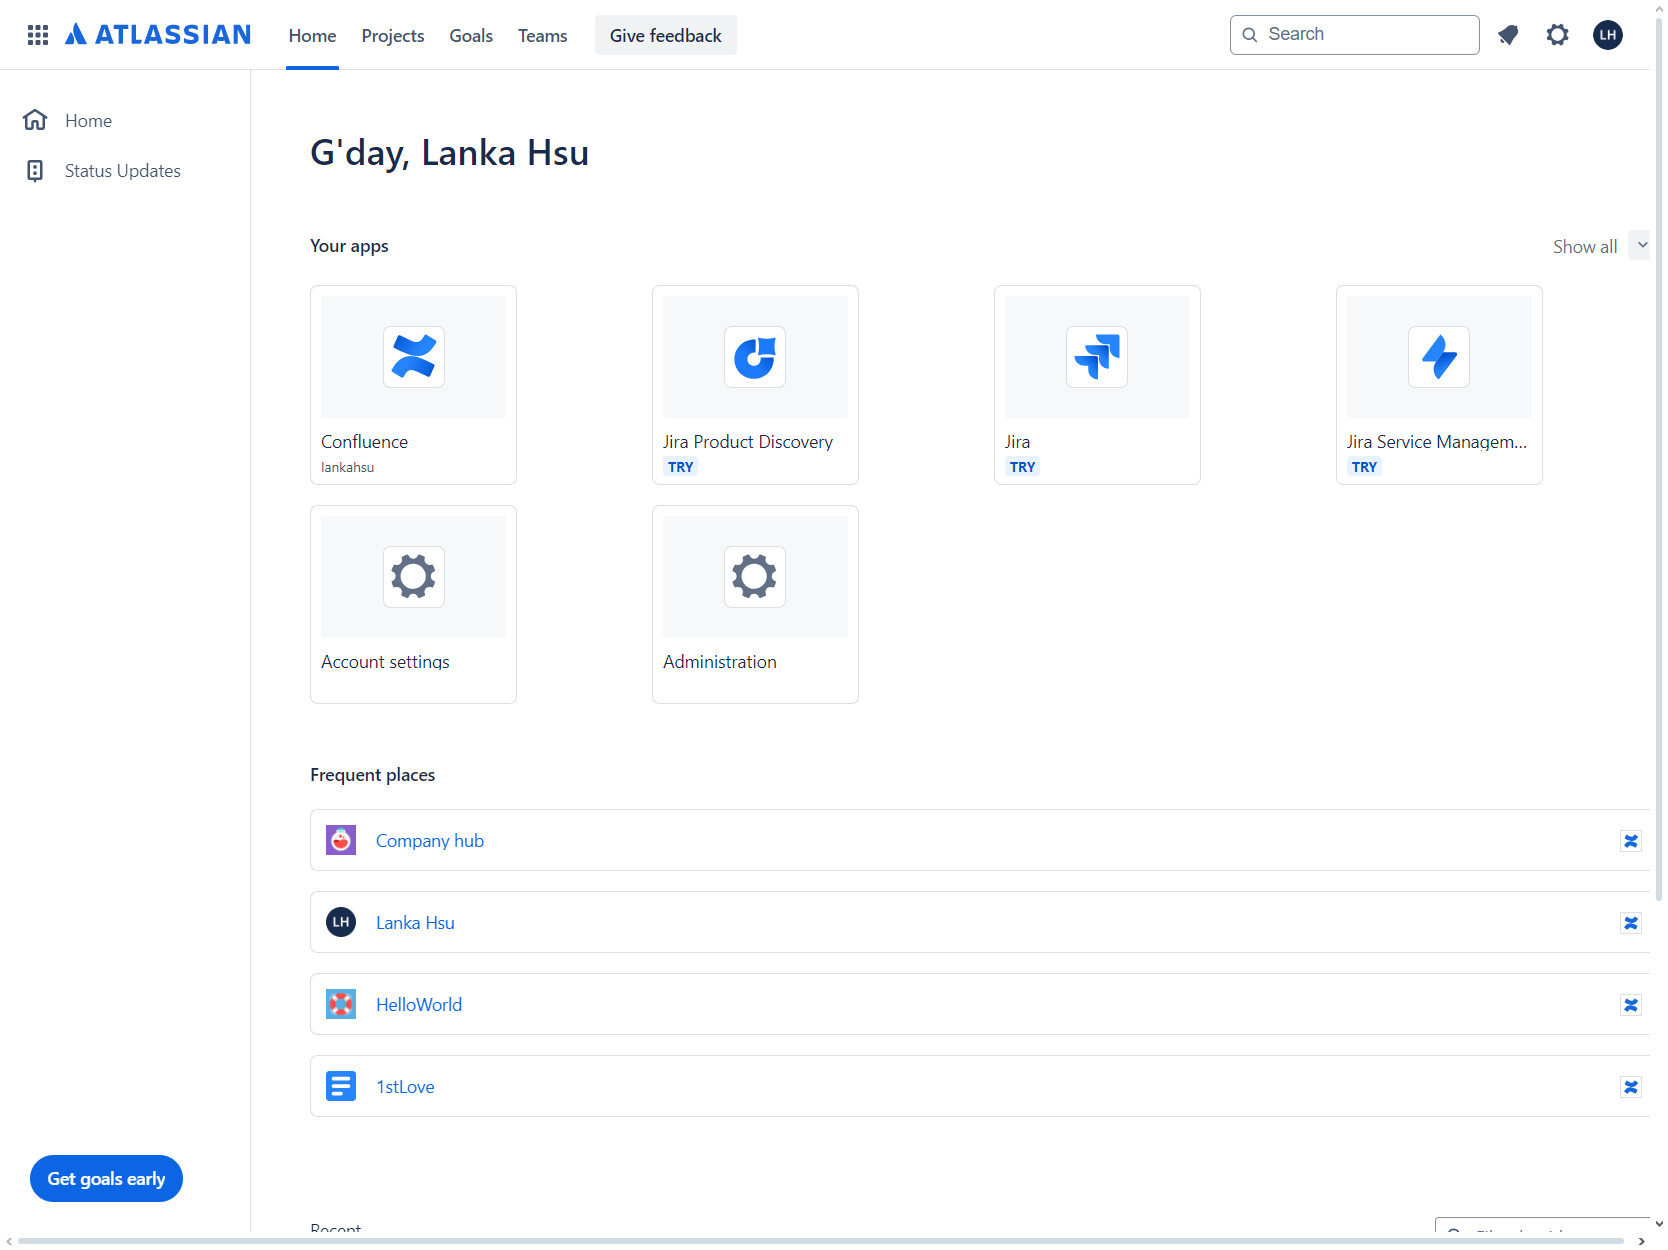 ATLASSIAN Home Projects Goals Teams Give feedback Search LH
Home
Status Updates
G'day, Lanka Hsu
Your apps Show all
Confluence
lankahsu
Jira Product Discovery
TRY
Jira
TRY
Jira Service Managem...
TRY
Account settings
Administration
Frequent places
Company hub
LH Lanka Hsu
HelloWorld
1stLove
Get goals early
Recent